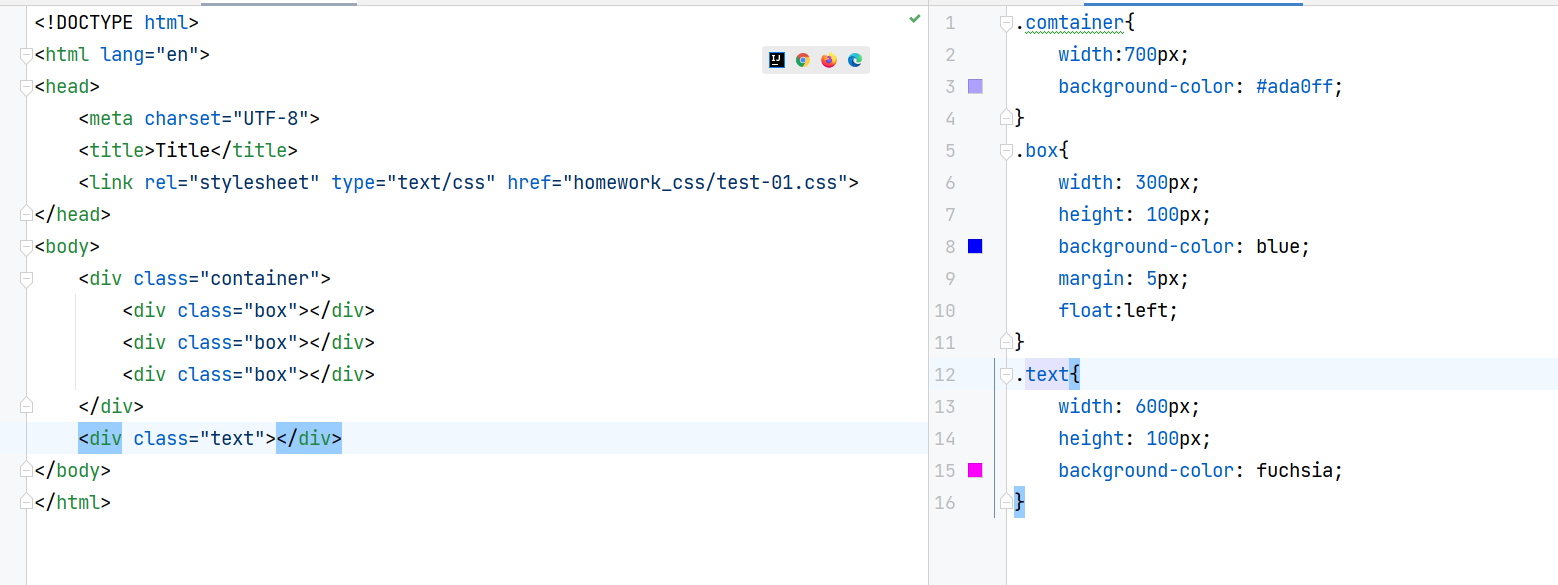 <!DOCTYPE html>
<html lang="en">
<head>
    <meta charset="UTF-8">
    <title>Title</title>
    <link rel="stylesheet" type="text/css" href="homework_css/test-01.css">
</head>
<body>
    <div class="container">
        <div class="box"></div>
        <div class="box"></div>
        <div class="box"></div>
    </div>
    <div class="text"></div>
</body>
</html>
IJ
1 .comtainer{
2     width:700px;
3     background-color: #ada0ff;
4 }
5 .box{
6     width: 300px;
7     height: 100px;
8     background-color: blue;
9     margin: 5px;
10     float:left;
11 }
12 .text{
13     width: 600px;
14     height: 100px;
15     background-color: fuchsia;
16 }